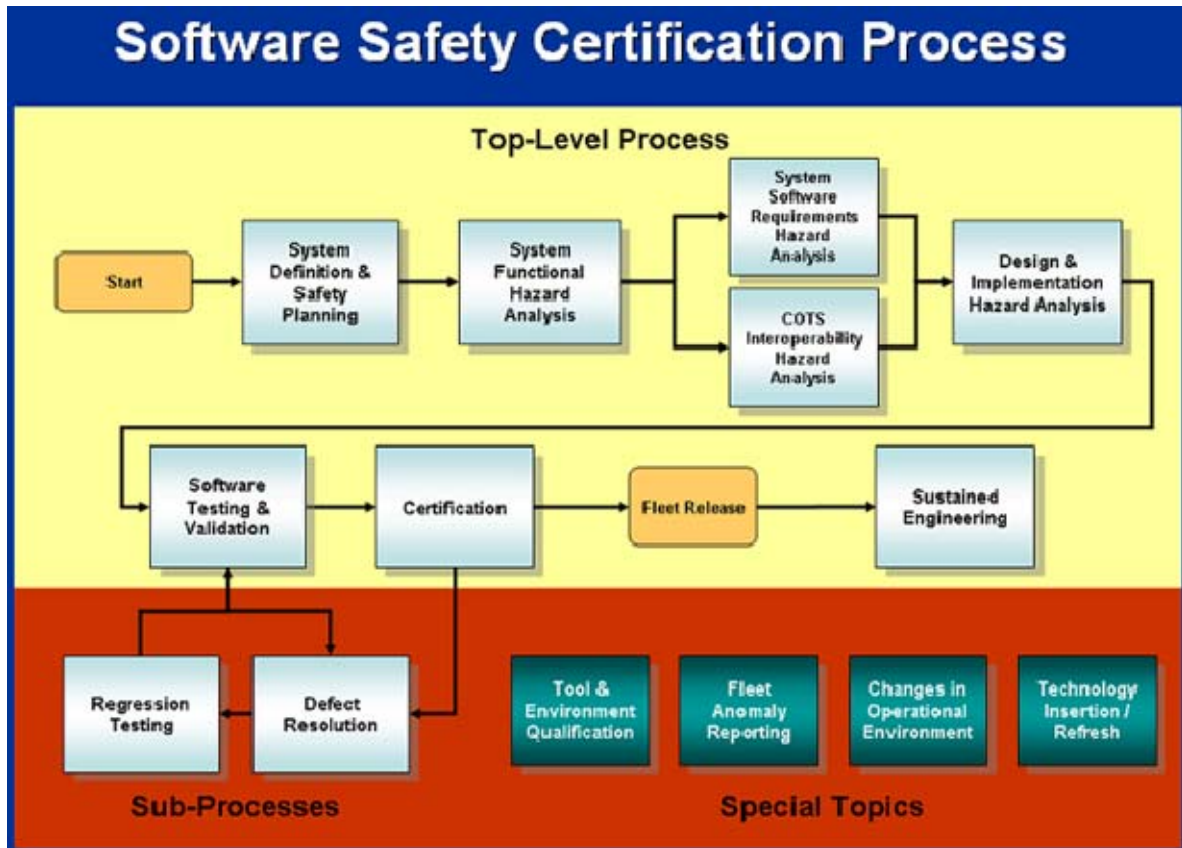 Software Safety Certification Process
Top-Level Process
Start
System
Definition &
Safety
Planning
System
Functional
Hazard
Analysis
System
Software
Requirements
Hazard
Analysis
COTS
Interoperability
Hazard
Analysis
Design &
Implementation
Hazard Analysis
Software
Testing &
Validation
Certification
Fleet Release
Sustained
Engineering
Regression
Testing
Defect
Resolution
Tool &
Environment
Qualification
Fleet
Anomaly
Reporting
Changes in
Operational
Environment
Technology
Insertion /
Refresh
Sub-Processes
Special Topics